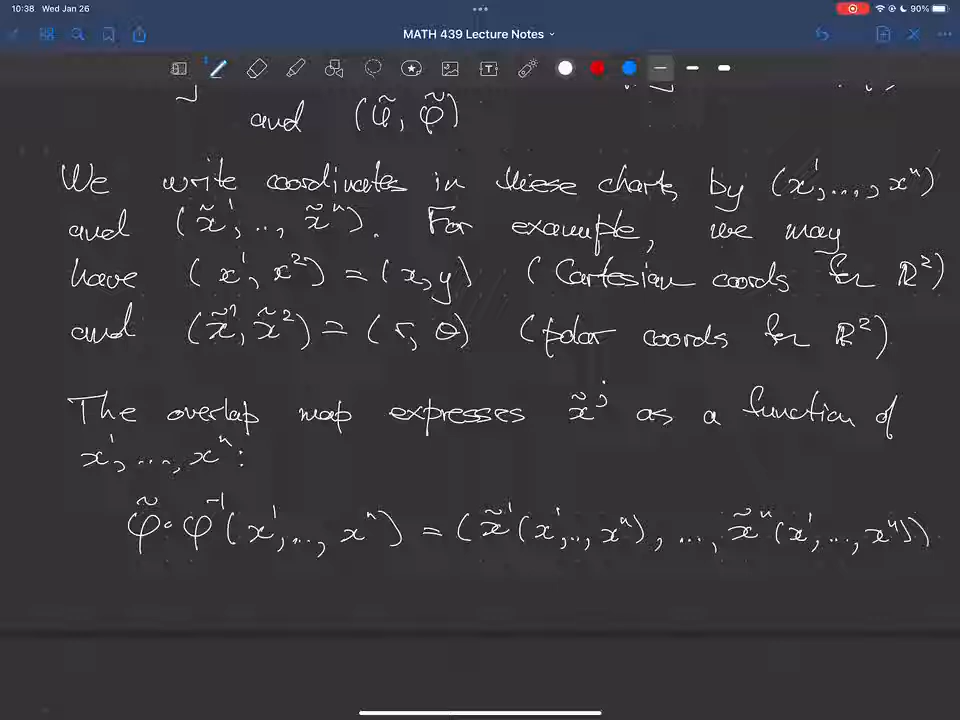 10:38 Wed Jan 26
90%
MATH 439 Lecture Notes
and (Ũ, φ̃)
We write coordinates in these charts by (x¹, ..., xⁿ)
and (x̃¹, .., x̃ⁿ). For example, we may
have (x¹, x²) = (x, y) (Cartesian coords for ℝ²)
and (x̃¹, x̃²) = (r, θ) (polar coords for ℝ²)
The overlap map expresses x̃ʲ as a function of
x¹, ..., xⁿ:
φ̃ ∘ φ⁻¹(x¹, .., xⁿ) = (x̃¹(x¹, .., xⁿ), ..., x̃ⁿ(x¹, .., xⁿ))